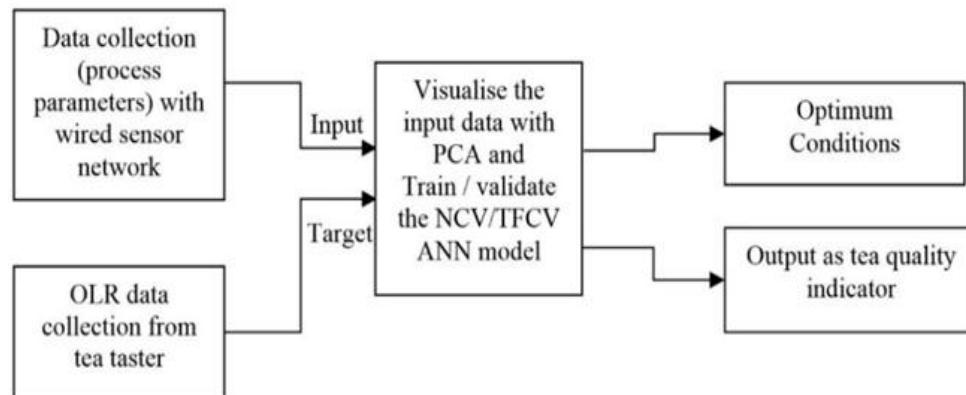 Data collection
(process
parameters) with
wired sensor
network
Input
Target
OLR data
collection from
tea taster
Visualise the
input data with
PCA and
Train / validate
the NCV/TFCV
ANN model
Optimum
Conditions
Output as tea quality
indicator